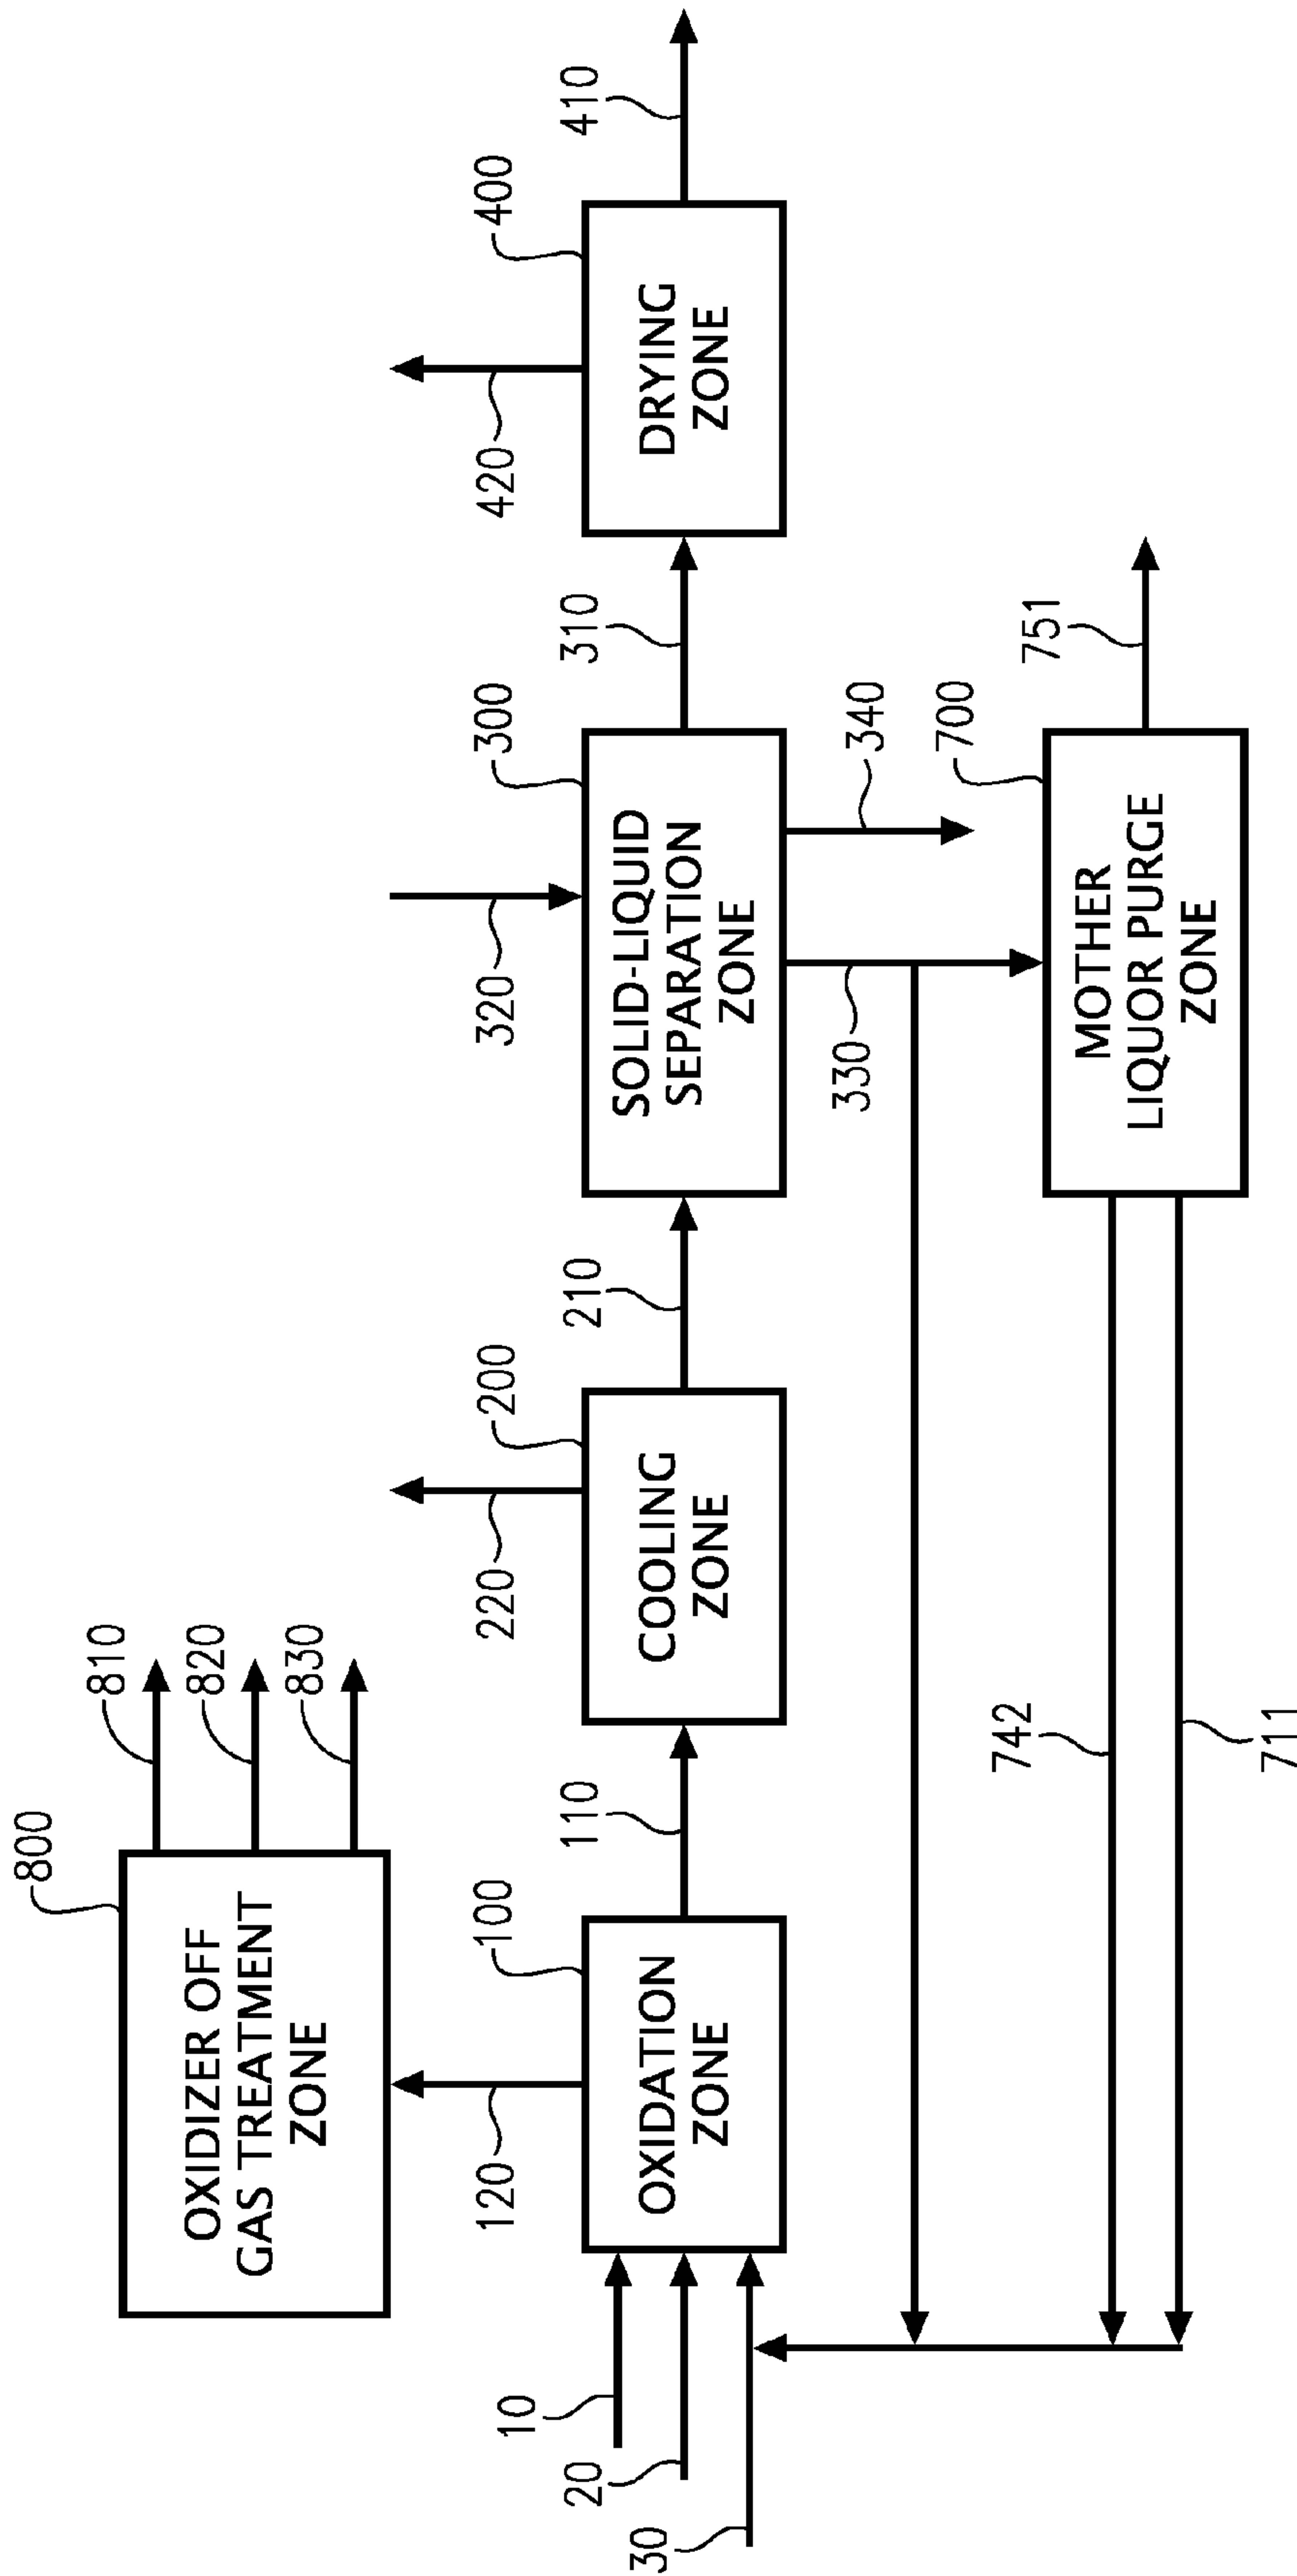 800
OXIDIZER OFF
GAS TREATMENT
ZONE
810
820
830
120
100
OXIDATION
ZONE
10
20
30
110
220
200
COOLING
ZONE
210
320
300
SOLID-LIQUID
SEPARATION
ZONE
310
420
400
DRYING
ZONE
410
330
340
700
MOTHER
LIQUOR PURGE
ZONE
751
742
711